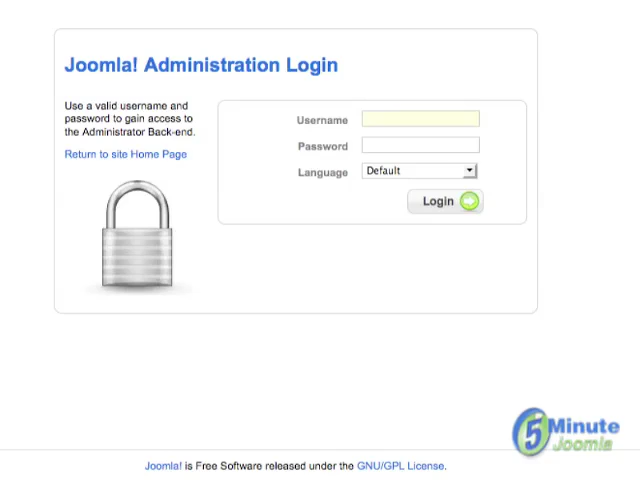 Joomla! Administration Login
Use a valid username and
password to gain access to
the Administrator Back-end.
Return to site Home Page
Username
Password
Language Default
Login
5 Minute
Joomla
Joomla! is Free Software released under the GNU/GPL License.